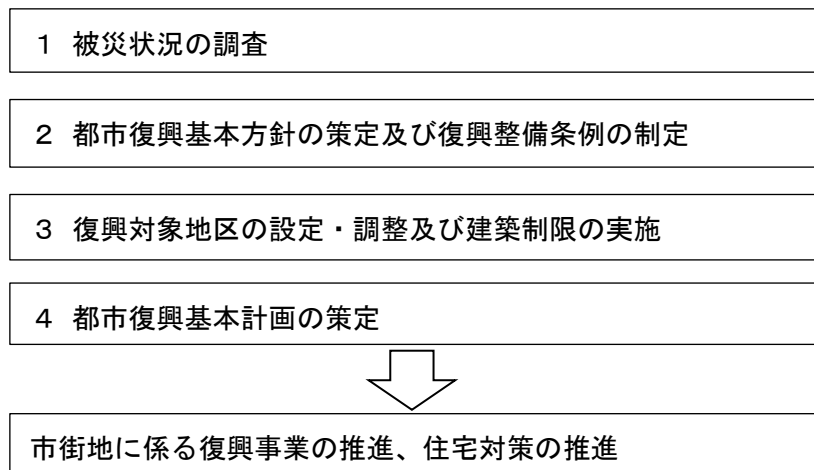 １ 被災状況の調査
２ 都市復興基本方針の策定及び復興整備条例の制定
３ 復興対象地区の設定・調整及び建築制限の実施
４ 都市復興基本計画の策定
市街地に係る復興事業の推進、住宅対策の推進